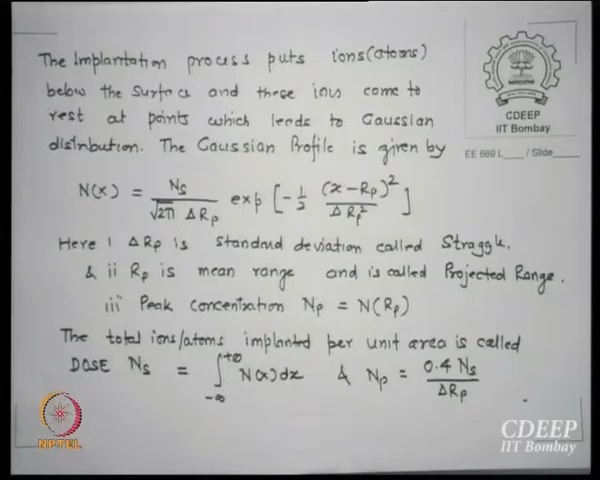 The Implantation process puts ions (atoms)
below the Surface and these ions come to
rest at points which leads to Gaussian
distribution. The Gaussian Profile is given by
N(x) = Ns / √2π ΔRp exp [ - 1/2 (x - Rp)² / ΔRp² ]
Here i ΔRp is Standard deviation called Straggle.
& ii Rp is mean range and is called Projected Range.
iii Peak concentration Np = N(Rp)
The total ions/atoms implanted per unit area is called
DOSE Ns = ∫ -∞ +∞ N(x) dx & Np = 0.4 Ns / ΔRp
CDEEP
IIT Bombay
EE 669 L____ / Slide____
NPTEL
CDEEP
IIT Bombay